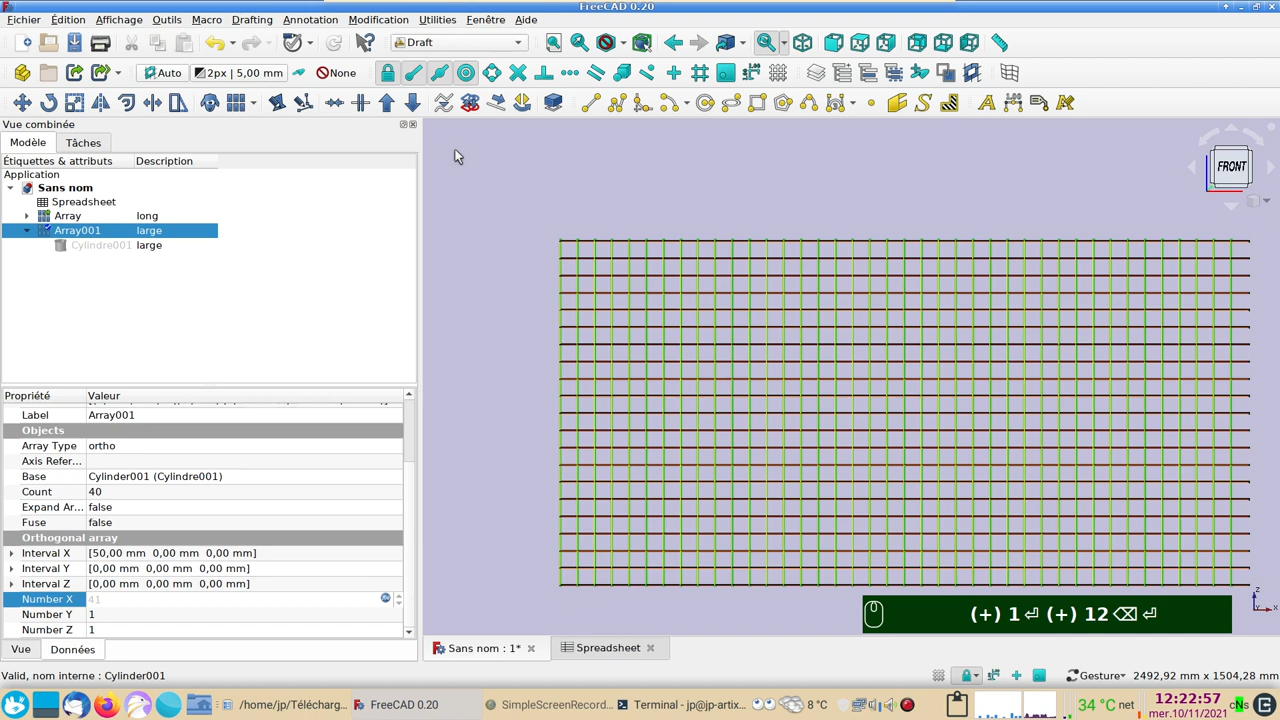 FreeCAD 0.20
Fichier Édition Affichage Outils Macro Drafting Annotation Modification Utilities Fenêtre Aide
Draft
Auto 2px | 5,00 mm None
Vue combinée
Modèle Tâches
Étiquettes & attributs Description
Application
Sans nom
Spreadsheet
Array long
Array001 large
Cylindre001 large
FRONT
Propriété Valeur
Label Array001
Objects
Array Type ortho
Axis Refer...
Base Cylinder001 (Cylindre001)
Count 40
Expand Ar... false
Fuse false
Orthogonal array
Interval X [50,00 mm 0,00 mm 0,00 mm]
Interval Y [0,00 mm 0,00 mm 0,00 mm]
Interval Z [0,00 mm 0,00 mm 0,00 mm]
Number X 41
Number Y 1
Number Z 1
(+) 1⏎ (+) 12⌫⏎
Vue Données
Sans nom : 1* Spreadsheet
Valid, nom interne : Cylinder001
Gesture 2492,92 mm x 1504,28 mm
/home/jp/Télécharg... FreeCAD 0.20 SimpleScreenRecord... Terminal - jp@jp-artix... 8 °C 34 °C net 12:22:57 cNs
mer.10/11/2021